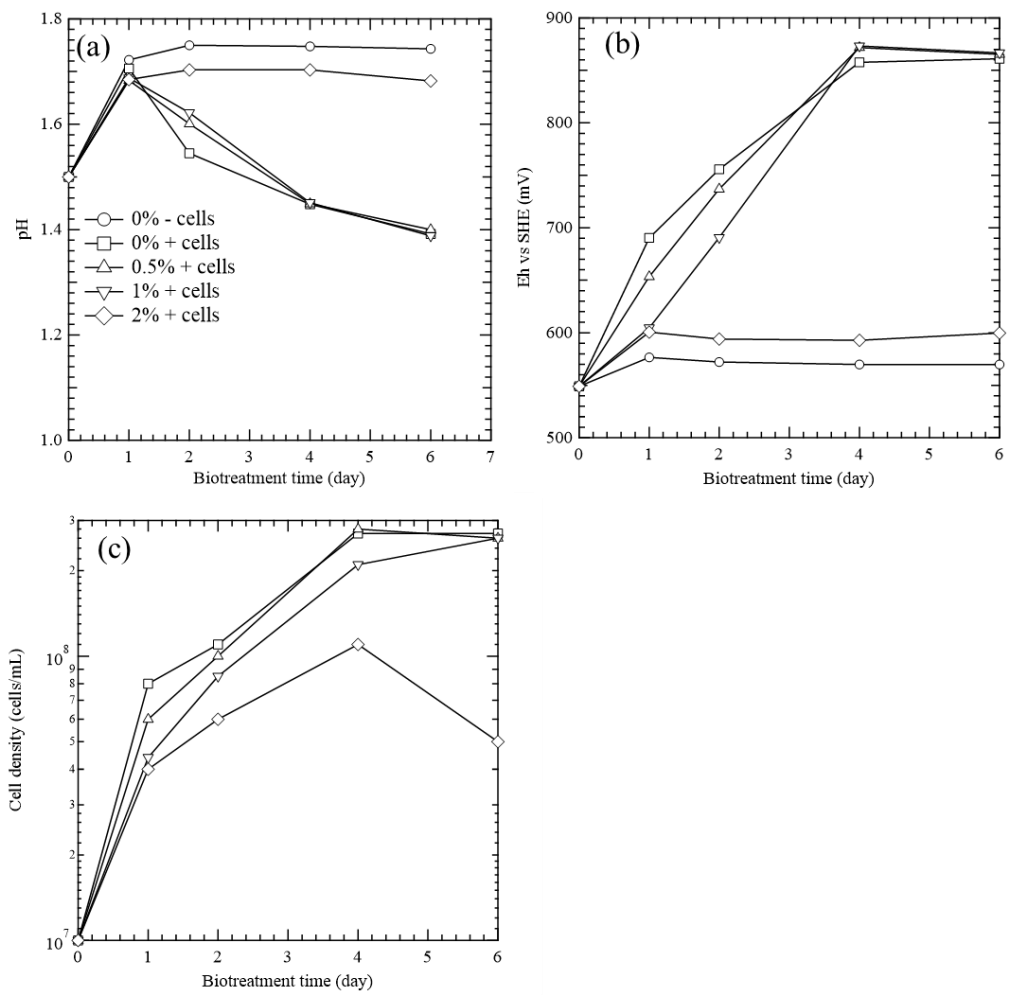 (a)
1.8
1.6
1.4
1.2
1.0
pH
0% - cells
0% + cells
0.5% + cells
1% + cells
2% + cells
0 1 2 3 4 5 6 7
Biotreatment time (day)
(b)
900
800
700
600
500
Eh vs SHE (mV)
0 1 2 3 4 5 6
Biotreatment time (day)
(c)
3
2
10^8
9
8
7
6
5
4
3
2
10^7
Cell density (cells/mL)
0 1 2 3 4 5 6
Biotreatment time (day)